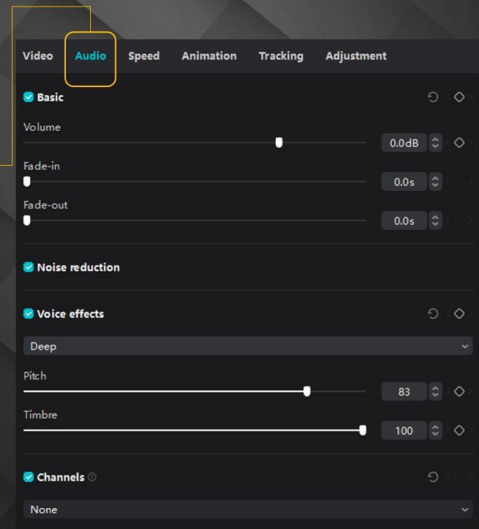 Video Audio Speed Animation Tracking Adjustment
Basic
Volume
0.0dB
Fade-in
0.0s
Fade-out
0.0s
Noise reduction
Voice effects
Deep
Pitch
83
Timbre
100
Channels
None